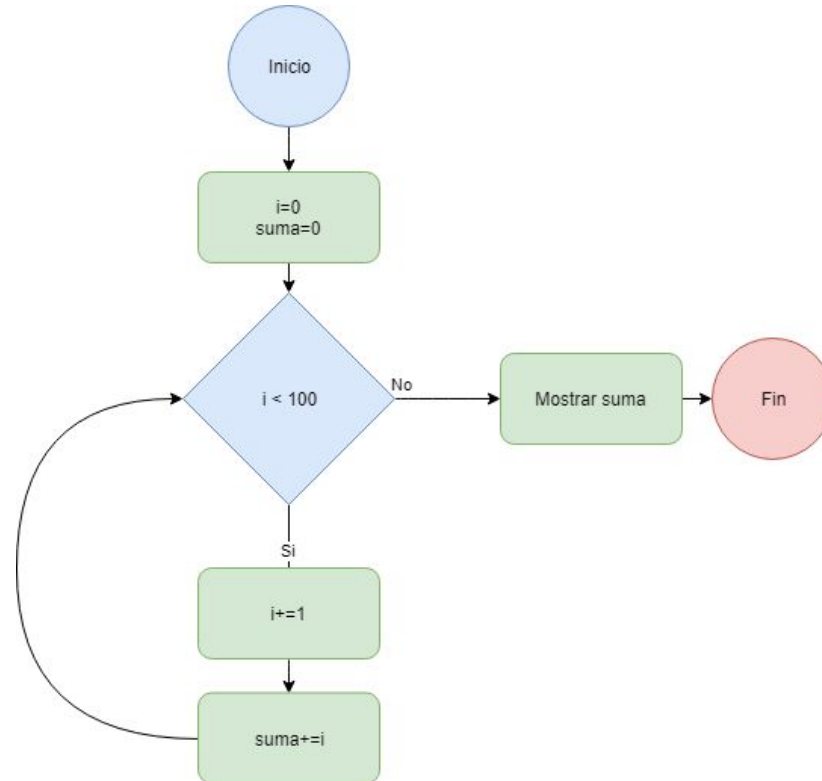 Inicio
i=0
suma=0
i < 100
No
Mostrar suma
Fin
Si
i+=1
suma+=i